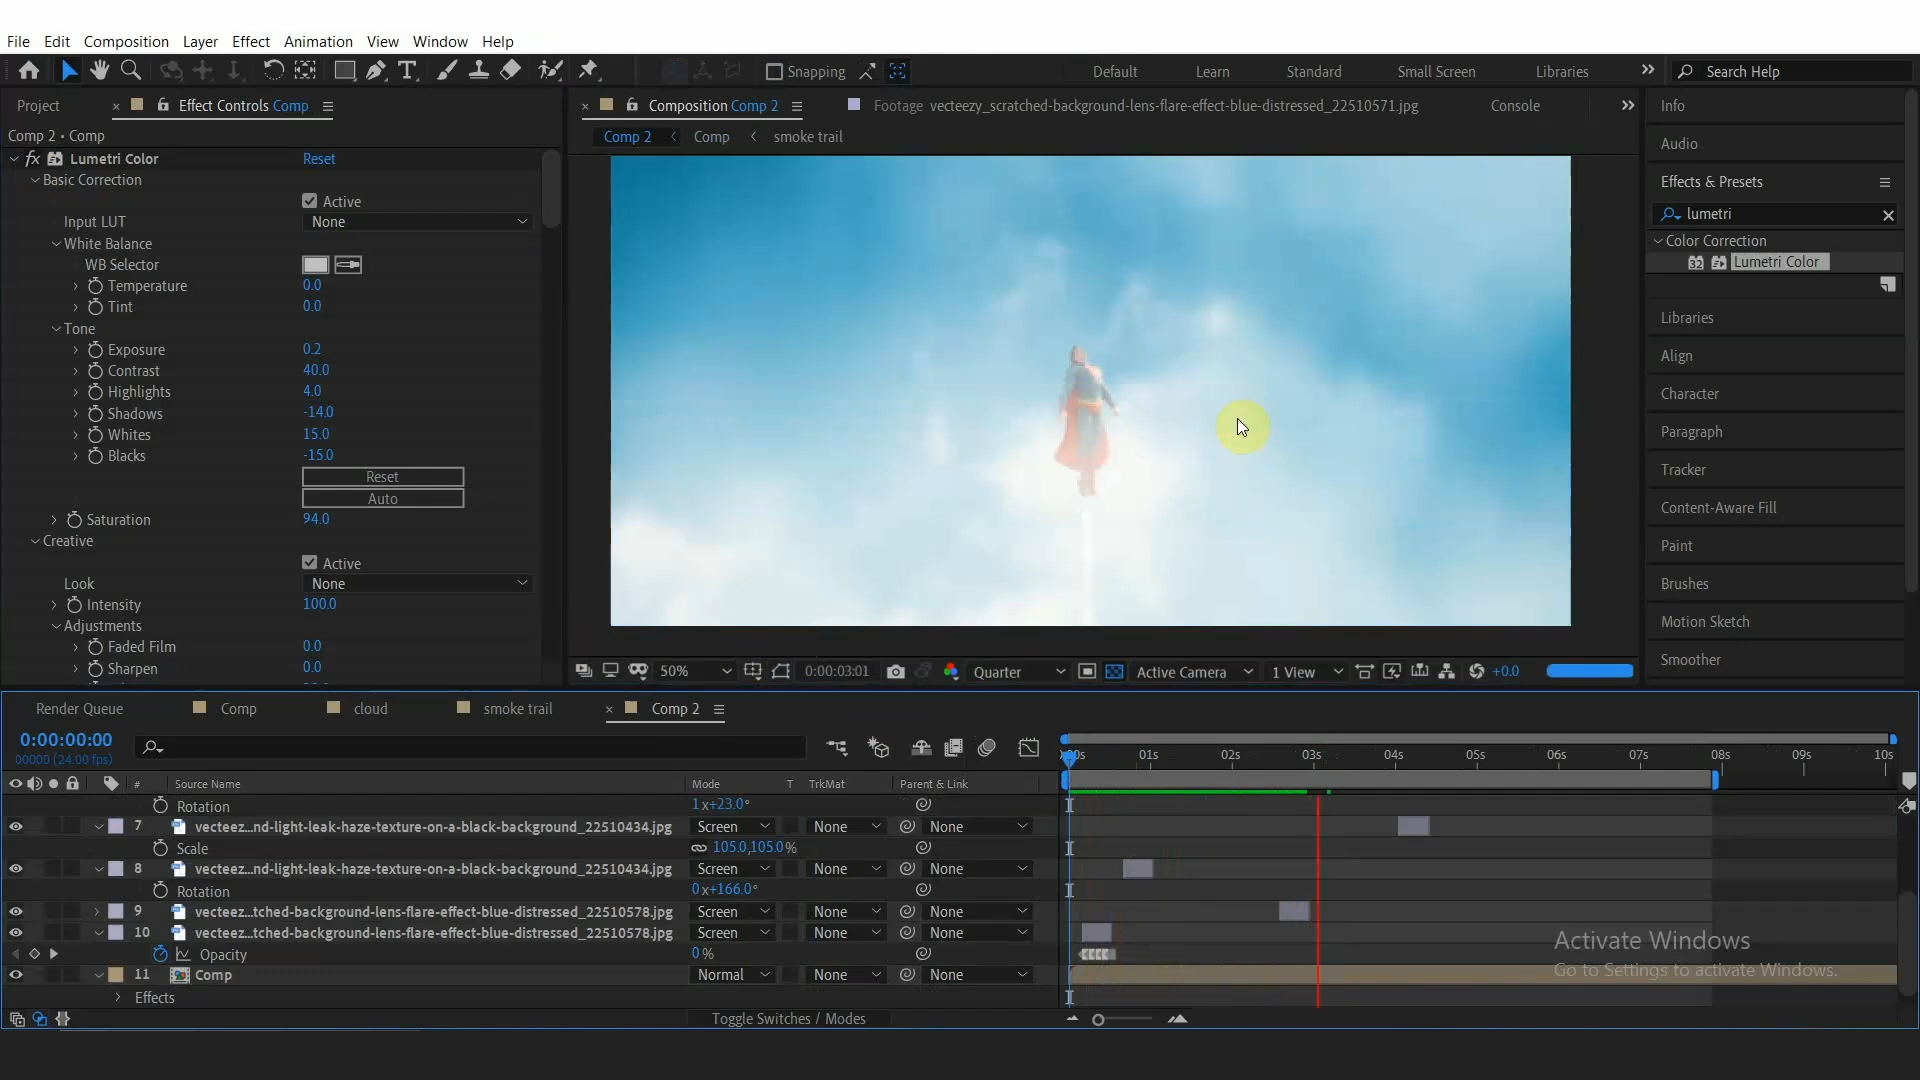 File Edit Composition Layer Effect Animation View Window Help
Snapping Default Learn Standard Small Screen Libraries Search Help
Project Effect Controls Comp
Composition Comp 2 Footage vecteezy_scratched-background-lens-flare-effect-blue-distressed_22510571.jpg Console
Info
Comp 2 • Comp
Comp 2 Comp smoke trail
Audio
fx Lumetri Color Reset
Basic Correction
Active
Input LUT None
White Balance
WB Selector
Temperature 0.0
Tint 0.0
Tone
Exposure 0.2
Contrast 40.0
Highlights 4.0
Shadows -14.0
Whites 15.0
Blacks -15.0
Reset
Auto
Saturation 94.0
Creative
Active
Look None
Intensity 100.0
Adjustments
Faded Film 0.0
Sharpen 0.0
Effects & Presets
lumetri
Color Correction
32 Lumetri Color
Libraries
Align
Character
Paragraph
Tracker
Content-Aware Fill
Paint
Brushes
Motion Sketch
Smoother
50% 0:00:03:01 Quarter Active Camera 1 View +0.0
Render Queue Comp cloud smoke trail Comp 2
0:00:00:00
00000 (24.00 fps)
01s 02s 03s 04s 05s 06s 07s 08s 09s 10s
# Source Name Mode T TrkMat Parent & Link
Rotation 1x+23.0°
7 vecteez...nd-light-leak-haze-texture-on-a-black-background_22510434.jpg Screen None None
Scale 105.0,105.0%
8 vecteez...nd-light-leak-haze-texture-on-a-black-background_22510434.jpg Screen None None
Rotation 0x+166.0°
9 vecteez...tched-background-lens-flare-effect-blue-distressed_22510578.jpg Screen None None
10 vecteez...tched-background-lens-flare-effect-blue-distressed_22510578.jpg Screen None None
Opacity 0%
11 Comp Normal None None
Effects
Activate Windows
Go to Settings to activate Windows.
Toggle Switches / Modes